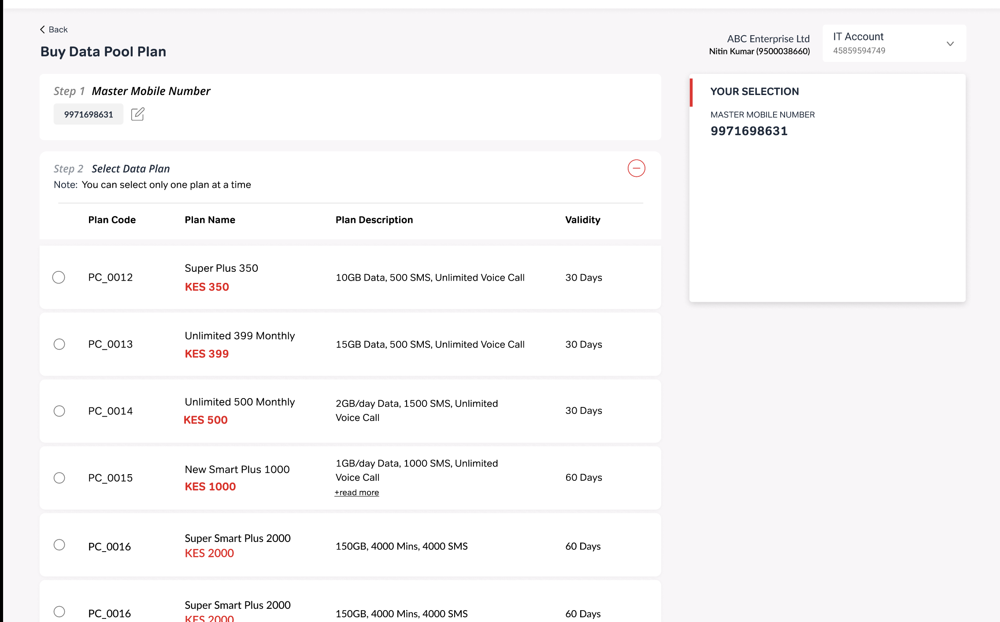 Back
Buy Data Pool Plan
ABC Enterprise Ltd
Nitin Kumar (9500038660)
IT Account
45859594749
Step 1 Master Mobile Number
9971698631
YOUR SELECTION
MASTER MOBILE NUMBER
9971698631
Step 2 Select Data Plan
Note: You can select only one plan at a time
Plan Code Plan Name Plan Description Validity
PC_0012
Super Plus 350
KES 350
10GB Data, 500 SMS, Unlimited Voice Call
30 Days
PC_0013
Unlimited 399 Monthly
KES 399
15GB Data, 500 SMS, Unlimited Voice Call
30 Days
PC_0014
Unlimited 500 Monthly
KES 500
2GB/day Data, 1500 SMS, Unlimited
Voice Call
30 Days
PC_0015
New Smart Plus 1000
KES 1000
1GB/day Data, 1000 SMS, Unlimited
Voice Call
+read more
60 Days
PC_0016
Super Smart Plus 2000
KES 2000
150GB, 4000 Mins, 4000 SMS
60 Days
PC_0016
Super Smart Plus 2000
KES 2000
150GB, 4000 Mins, 4000 SMS
60 Days